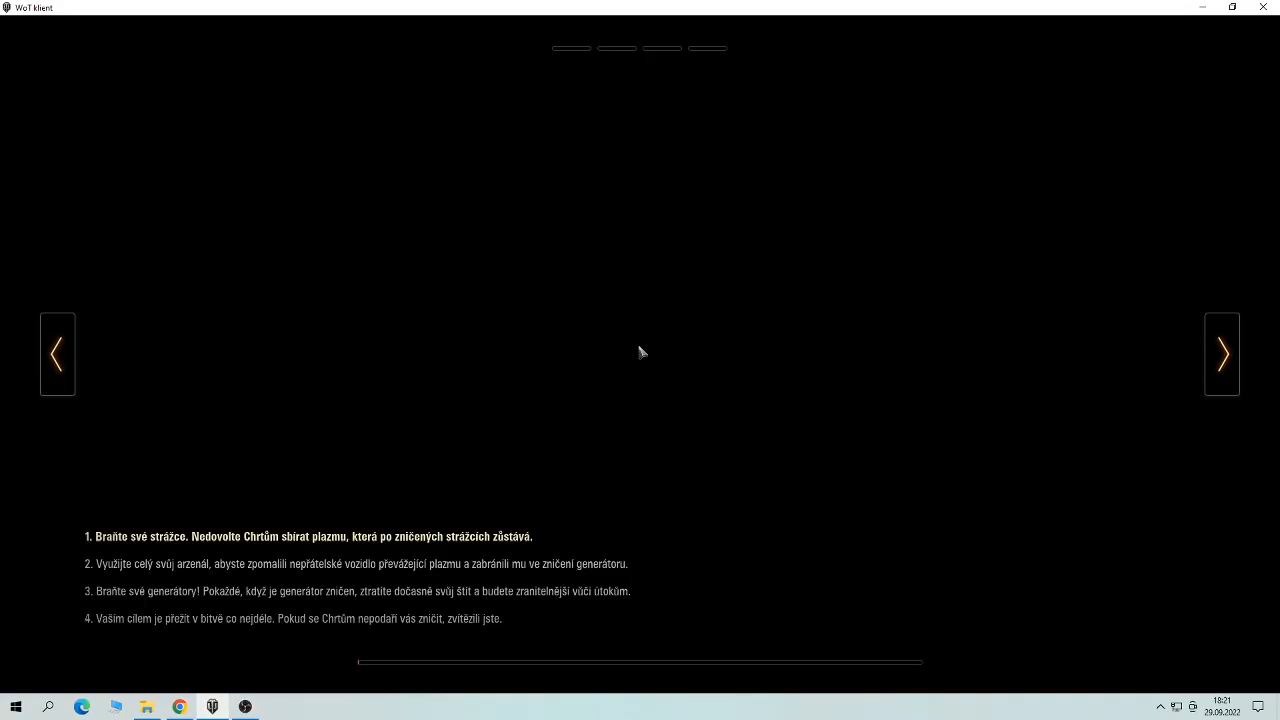 WoT klient
1. Braňte své strážce. Nedovolte Chrtům sbírat plazmu, která po zničených strážcích zůstává.
2. Využijte celý svůj arzenál, abyste zpomalili nepřátelské vozidlo převážející plazmu a zabránili mu ve zničení generátoru.
3. Braňte své generátory! Pokaždé, když je generátor zničen, ztratíte dočasně svůj štít a budete zranitelnější vůči útokům.
4. Vaším cílem je přežít v bitvě co nejdéle. Pokud se Chrtům nepodaří vás zničit, zvítězili jste.
18:21
29.09.2022